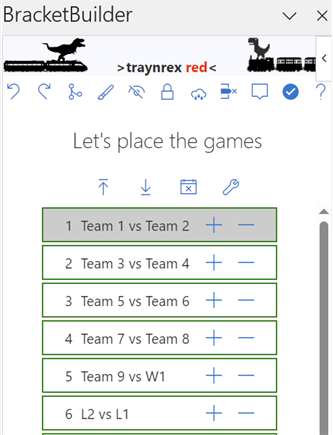 BracketBuilder
>traynrex red<
Let's place the games
1 Team 1 vs Team 2
2 Team 3 vs Team 4
3 Team 5 vs Team 6
4 Team 7 vs Team 8
5 Team 9 vs W1
6 L2 vs L1